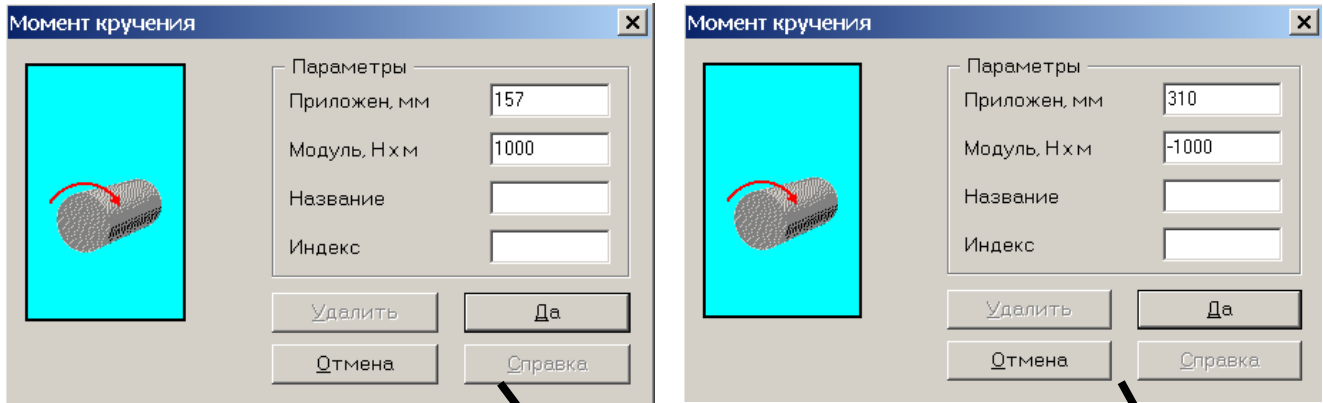 Момент кручения
Параметры
Приложен, мм 157
Модуль, Н х м 1000
Название
Индекс
Удалить Да
Отмена Справка
Момент кручения
Параметры
Приложен, мм 310
Модуль, Н х м -1000
Название
Индекс
Удалить Да
Отмена Справка